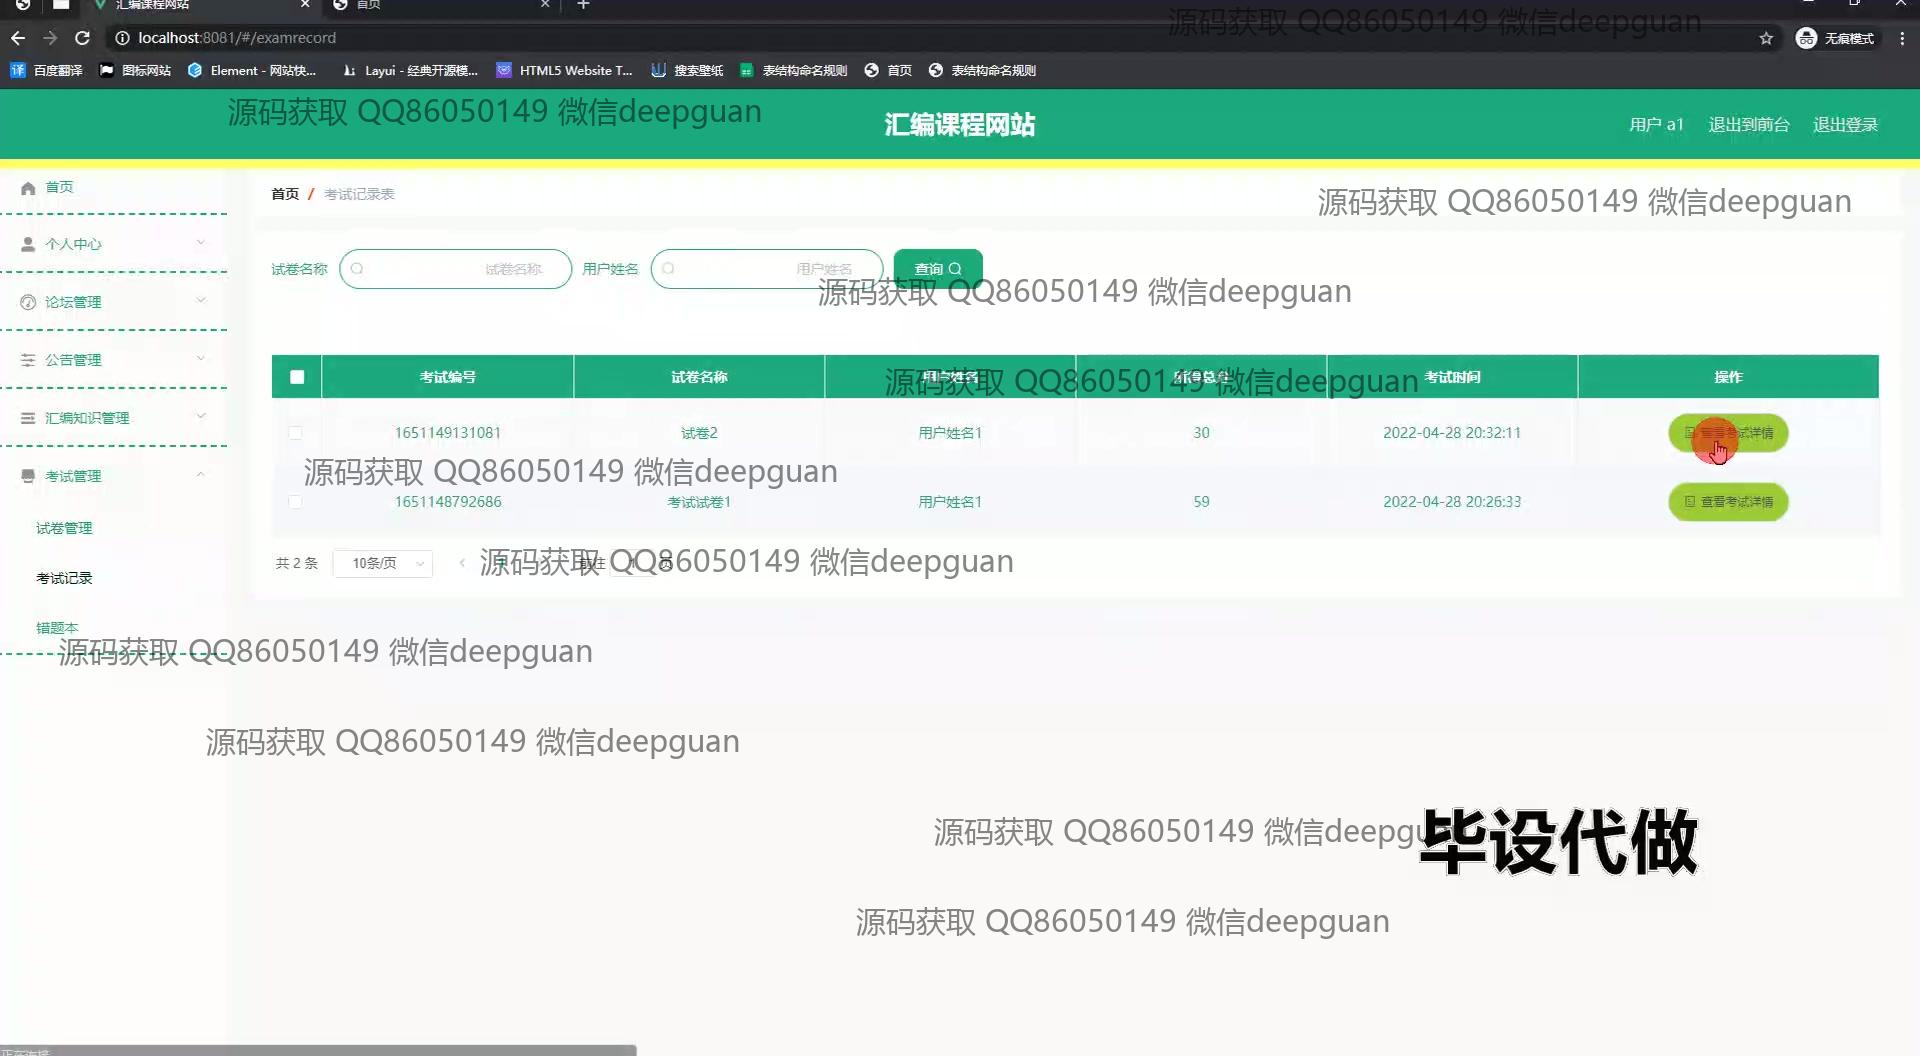 汇编课程网站
首页
localhost:8081/#/examrecord
无痕模式
百度翻译
图标网站
Element - 网站快...
Layui - 经典开源模...
HTML5 Website T...
搜索壁纸
表结构命名规则
首页
表结构命名规则
源码获取 QQ86050149 微信deepguan
源码获取 QQ86050149 微信deepguan
汇编课程网站
用户 a1
退出到前台
退出登录
首页
个人中心
论坛管理
公告管理
汇编知识管理
考试管理
试卷管理
考试记录
错题本
首页 / 考试记录表
源码获取 QQ86050149 微信deepguan
试卷名称
试卷名称
用户姓名
用户姓名
查询
源码获取 QQ86050149 微信deepguan
考试编号
试卷名称
用户姓名
所得总分
考试时间
操作
源码获取 QQ86050149 微信deepguan
1651149131081
试卷2
用户姓名1
30
2022-04-28 20:32:11
查看考试详情
源码获取 QQ86050149 微信deepguan
1651148792686
考试试卷1
用户姓名1
59
2022-04-28 20:26:33
查看考试详情
共 2 条
10条/页
前往
1
页
源码获取 QQ86050149 微信deepguan
源码获取 QQ86050149 微信deepguan
源码获取 QQ86050149 微信deepguan
源码获取 QQ86050149 微信deepgu
毕设代做
源码获取 QQ86050149 微信deepguan